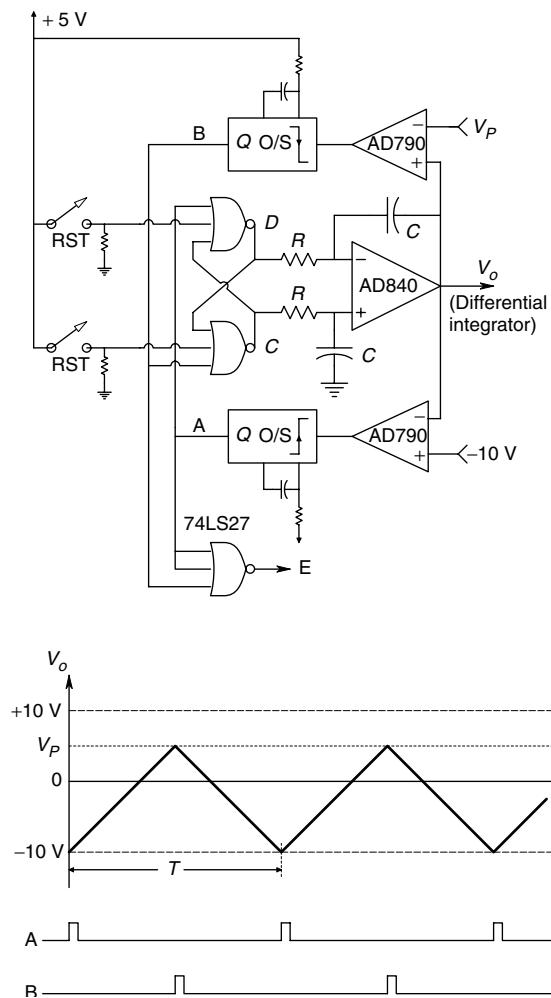 + 5 V
B
Q O/S
AD790
−
+
V_P
RST
D
R
C
−
AD840
+
V_o
(Differential
integrator)
R
RST
C
C
A
Q O/S
AD790
−
+
−10 V
74LS27
E
V_o
+10 V
V_P
0
−10 V
T
A
B